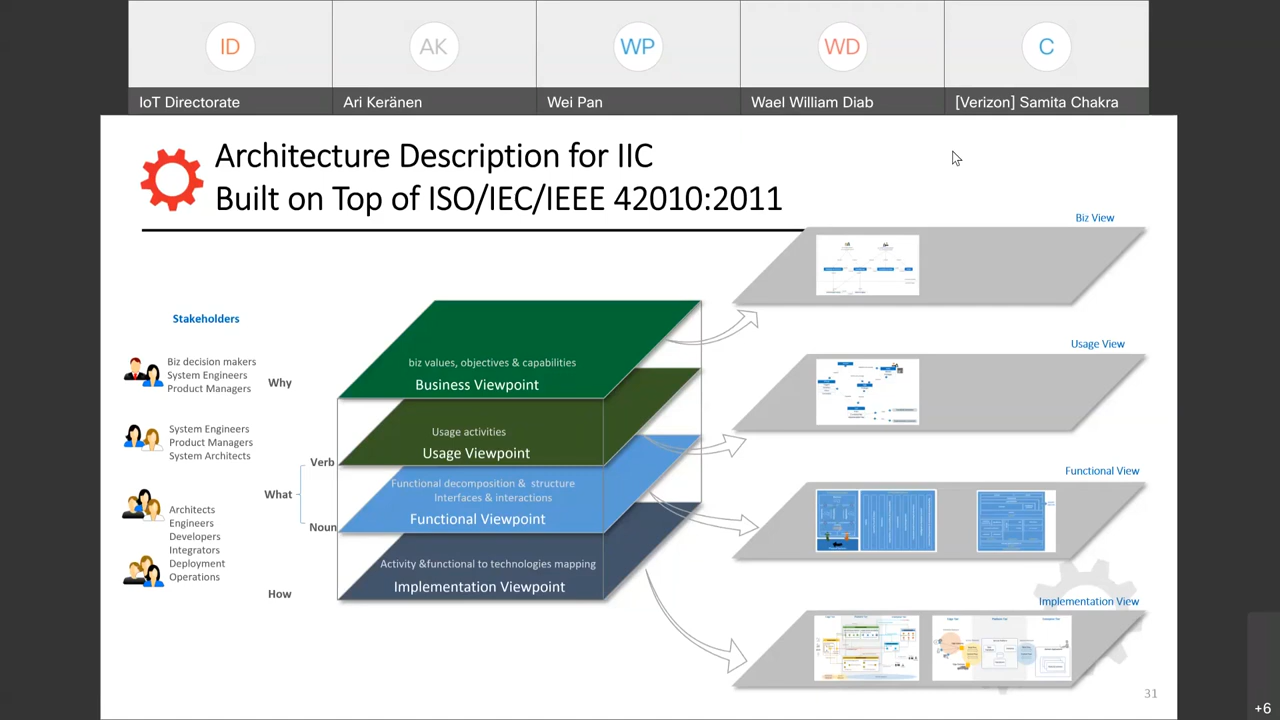 ID
AK
WP
WD
C
IoT Directorate
Ari Keränen
Wei Pan
Wael William Diab
[Verizon] Samita Chakra
Architecture Description for IIC
Built on Top of ISO/IEC/IEEE 42010:2011
Biz View
Stakeholders
Biz decision makers
System Engineers
Product Managers
Why
biz values, objectives & capabilities
Business Viewpoint
Usage View
System Engineers
Product Managers
System Architects
Verb
Usage activities
Usage Viewpoint
What
Functional decomposition & structure
Interfaces & interactions
Functional Viewpoint
Noun
Functional View
Architects
Engineers
Developers
Integrators
Deployment
Operations
How
Activity &functional to technologies mapping
Implementation Viewpoint
Implementation View
31
+6